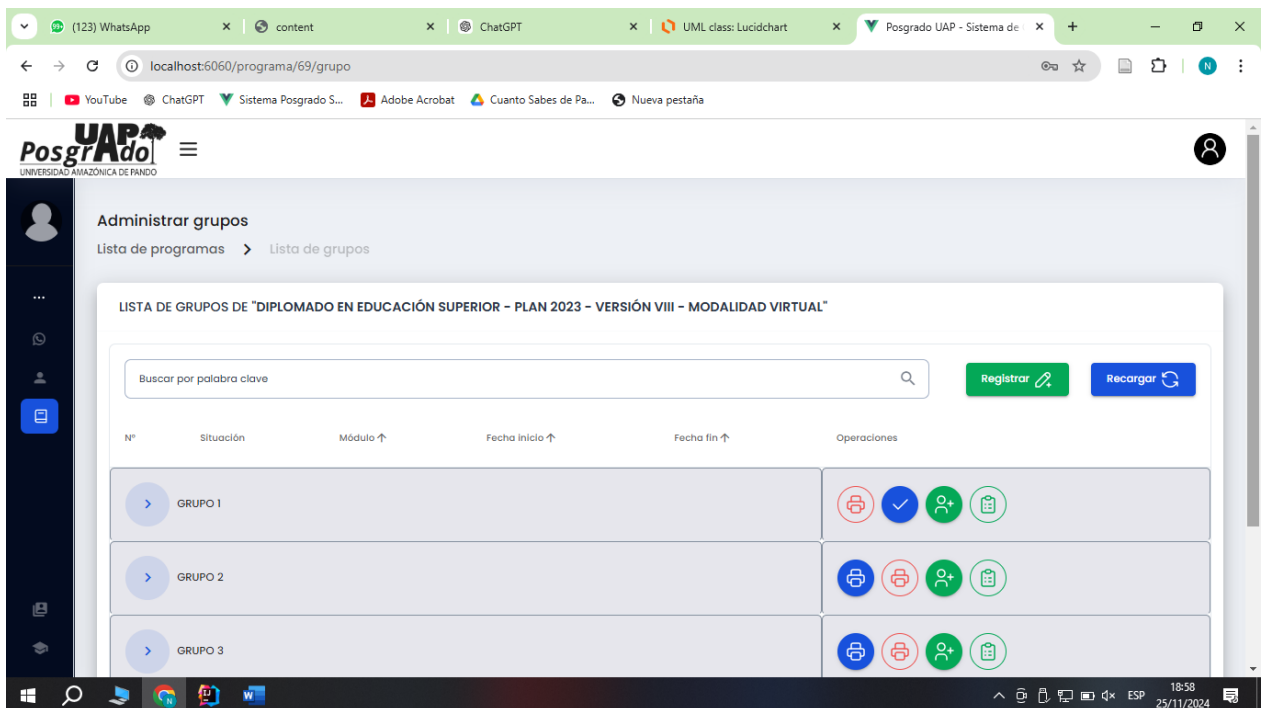 (123) WhatsApp content ChatGPT UML class: Lucidchart Posgrado UAP - Sistema de
localhost:6060/programa/69/grupo N
YouTube ChatGPT Sistema Posgrado S... Adobe Acrobat Cuanto Sabes de Pa... Nueva pestaña
UAP
PosgrAdo
UNIVERSIDAD AMAZÓNICA DE PANDO
Administrar grupos
Lista de programas > Lista de grupos
LISTA DE GRUPOS DE "DIPLOMADO EN EDUCACIÓN SUPERIOR - PLAN 2023 - VERSIÓN VIII - MODALIDAD VIRTUAL"
Buscar por palabra clave Registrar Recargar
Nº Situación Módulo Fecha inicio Fecha fin Operaciones
GRUPO 1
GRUPO 2
GRUPO 3
ESP 18:58
25/11/2024